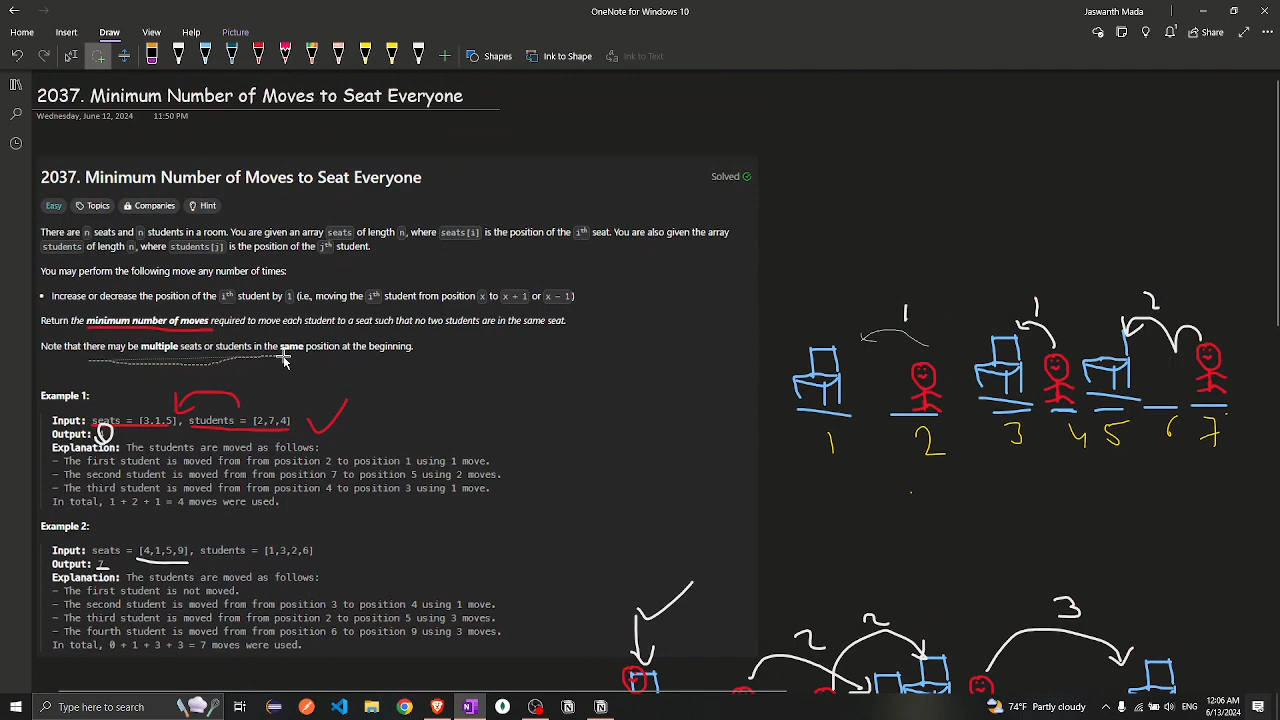 OneNote for Windows 10
Jaswanth Mada
Home Insert Draw View Help Picture
Share
Shapes Ink to Shape Ink to Text
2037. Minimum Number of Moves to Seat Everyone
Wednesday, June 12, 2024 11:50 PM
2037. Minimum Number of Moves to Seat Everyone
Solved
Easy Topics Companies Hint
There are n seats and n students in a room. You are given an array seats of length n, where seats[i] is the position of the ith seat. You are also given the array
students of length n, where students[j] is the position of the jth student.
You may perform the following move any number of times:
• Increase or decrease the position of the ith student by 1 (i.e., moving the ith student from position x to x + 1 or x - 1)
Return the minimum number of moves required to move each student to a seat such that no two students are in the same seat.
Note that there may be multiple seats or students in the same position at the beginning.
1 1 2
Example 1:
Input: seats = [3,1,5], students = [2,7,4]
Output:
1 2 3 4 5 6 7
Explanation: The students are moved as follows:
- The first student is moved from from position 2 to position 1 using 1 move.
- The second student is moved from from position 7 to position 5 using 2 moves.
- The third student is moved from from position 4 to position 3 using 1 move.
In total, 1 + 2 + 1 = 4 moves were used.
Example 2:
Input: seats = [4,1,5,9], students = [1,3,2,6]
Output: 7
Explanation: The students are moved as follows:
- The first student is not moved.
- The second student is moved from from position 3 to position 4 using 1 move.
- The third student is moved from from position 2 to position 5 using 3 moves.
- The fourth student is moved from from position 6 to position 9 using 3 moves.
In total, 0 + 1 + 3 + 3 = 7 moves were used.
2 2 3
Type here to search
74°F Partly cloudy
12:06 AM
6/13/2024